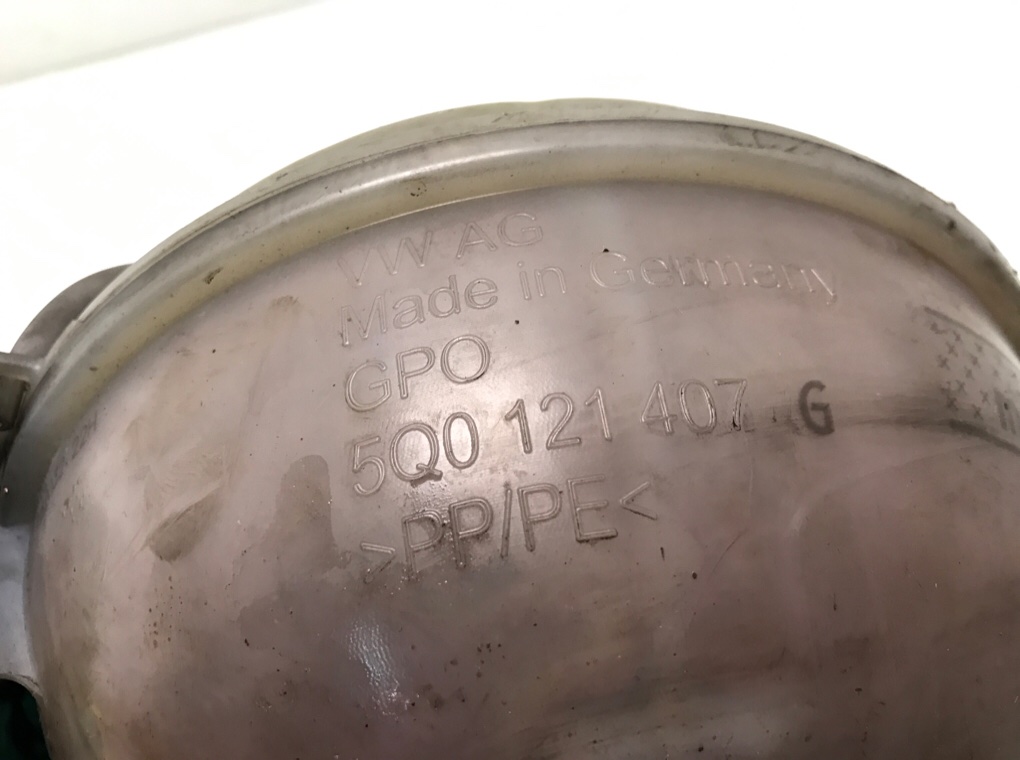 VW AG
Made in Germany
GPO
5Q0 121 407 G
>PP/PE<